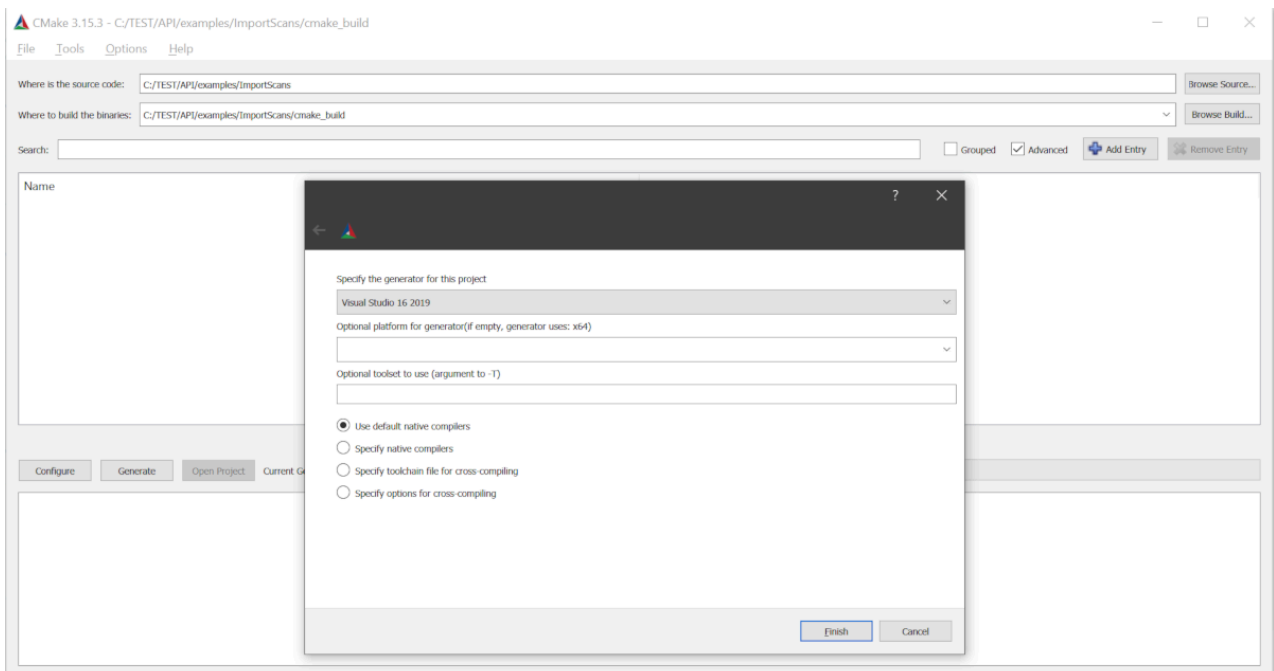 CMake 3.15.3 - C:/TEST/API/examples/ImportScans/cmake_build
File Tools Options Help
Where is the source code: C:/TEST/API/examples/ImportScans Browse Source...
Where to build the binaries: C:/TEST/API/examples/ImportScans/cmake_build Browse Build...
Search: Grouped Advanced Add Entry Remove Entry
Name
?
Specify the generator for this project
Visual Studio 16 2019
Optional platform for generator(if empty, generator uses: x64)
Optional toolset to use (argument to -T)
Use default native compilers
Specify native compilers
Configure Generate Open Project Current Ge
Specify toolchain file for cross-compiling
Specify options for cross-compiling
Finish Cancel